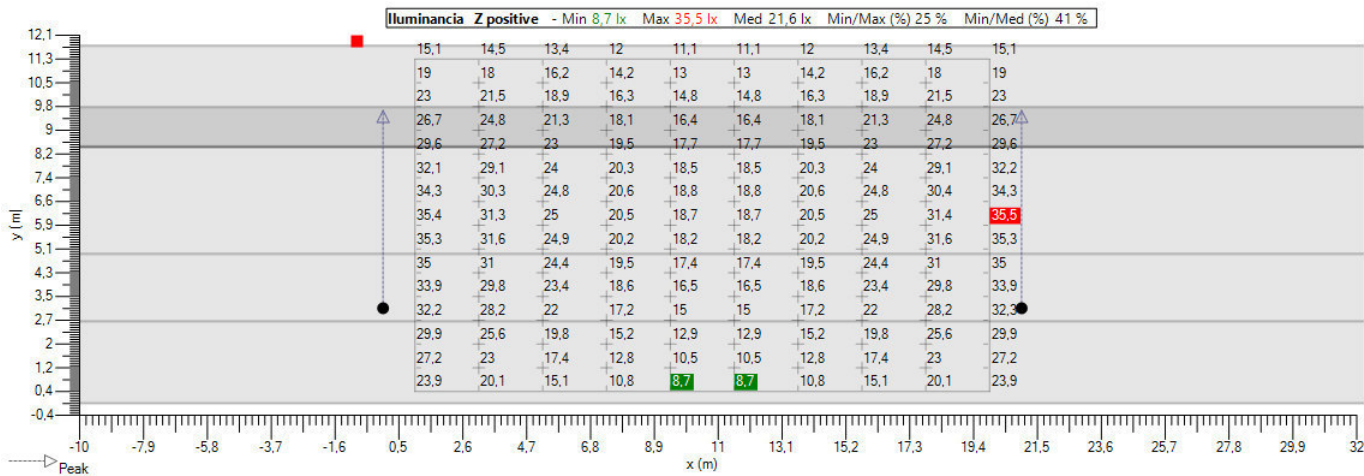 Iluminancia Z positive - Min 8,7 lx Max 35,5 lx Med 21,6 lx Min/Max (%) 25 % Min/Med (%) 41 %
12,1
15,1 14,5 13,4 12 11,1 11,1 12 13,4 14,5 15,1
11,3
19 18 16,2 14,2 13 13 14,2 16,2 18 19
10,5
23 21,5 18,9 16,3 14,8 14,8 16,3 18,9 21,5 23
9,8
26,7 24,8 21,3 18,1 16,4 16,4 18,1 21,3 24,8 26,7
9
29,6 27,2 23 19,5 17,7 17,7 19,5 23 27,2 29,6
8,2
32,1 29,1 24 20,3 18,5 18,5 20,3 24 29,1 32,2
7,4
34,3 30,3 24,8 20,6 18,8 18,8 20,6 24,8 30,4 34,3
6,6
35,4 31,3 25 20,5 18,7 18,7 20,5 25 31,4 35,5
5,9
35,3 31,6 24,9 20,2 18,2 18,2 20,2 24,9 31,6 35,3
5,1
35 31 24,4 19,5 17,4 17,4 19,5 24,4 31 35
4,3
33,9 29,8 23,4 18,6 16,5 16,5 18,6 23,4 29,8 33,9
3,5
32,2 28,2 22 17,2 15 15 17,2 22 28,2 32,3
2,7
29,9 25,6 19,8 15,2 12,9 12,9 15,2 19,8 25,6 29,9
2
27,2 23 17,4 12,8 10,5 10,5 12,8 17,4 23 27,2
1,2
23,9 20,1 15,1 10,8 8,7 8,7 10,8 15,1 20,1 23,9
0,4
-0,4
y (m)
-10 -7,9 -5,8 -3,7 -1,6 0,5 2,6 4,7 6,8 8,9 11 13,1 15,2 17,3 19,4 21,5 23,6 25,7 27,8 29,9 32
x (m)
Peak